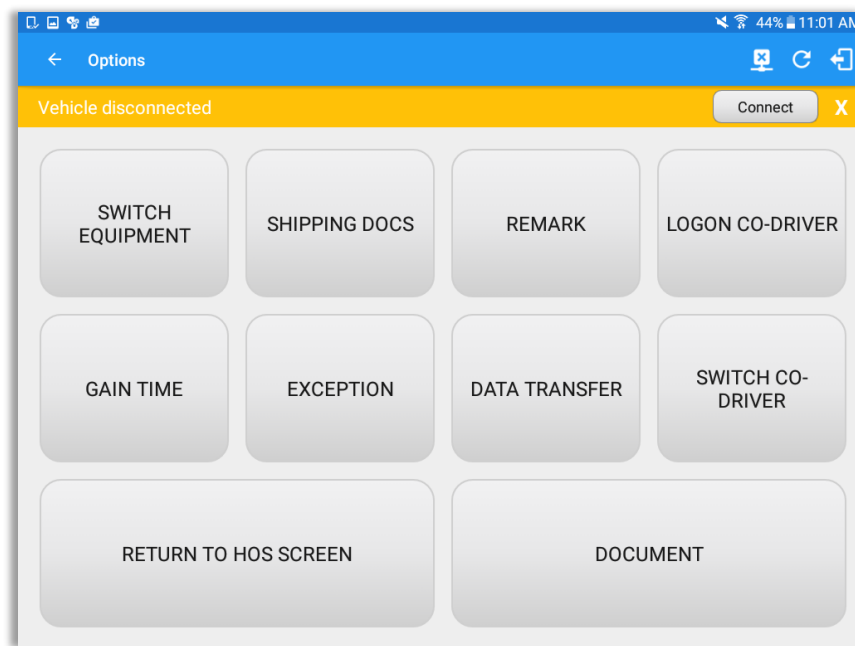 44% 11:01 AM
Options
Vehicle disconnected
Connect X
SWITCH
EQUIPMENT
SHIPPING DOCS
REMARK
LOGON CO-DRIVER
GAIN TIME
EXCEPTION
DATA TRANSFER
SWITCH CO-
DRIVER
RETURN TO HOS SCREEN
DOCUMENT